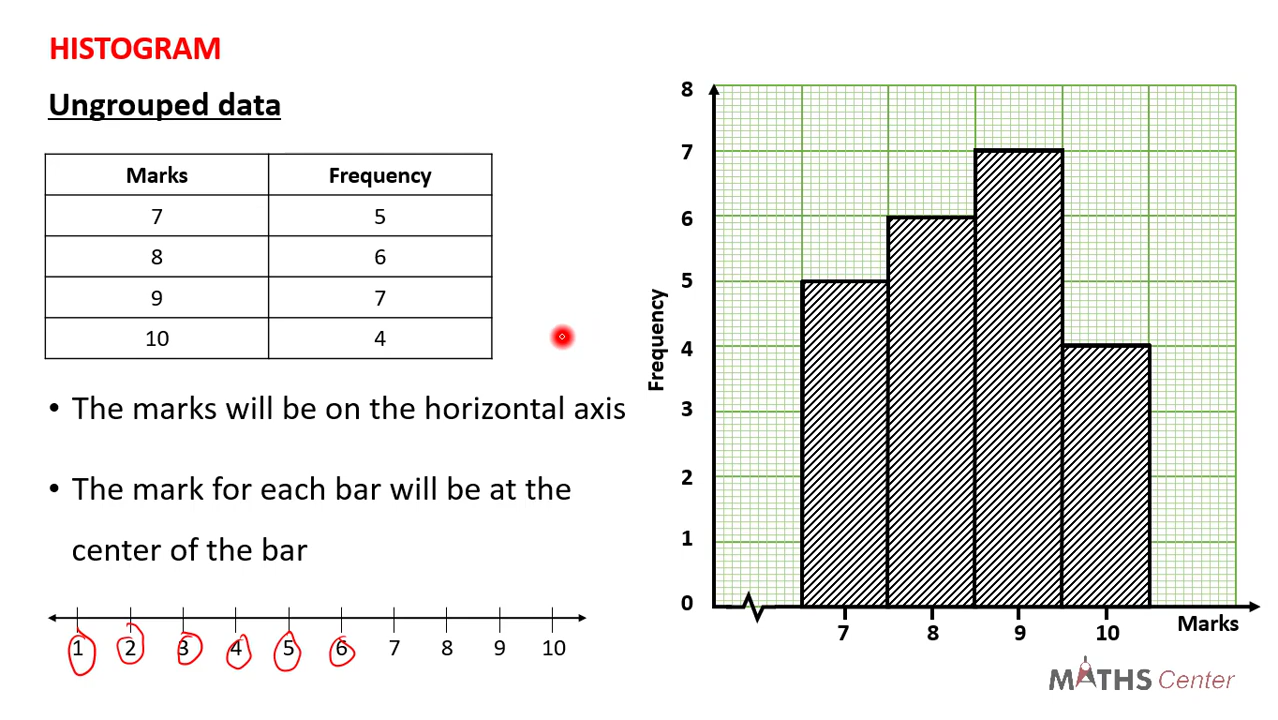 HISTOGRAM
Ungrouped data
Marks Frequency
7 5
8 6
9 7
10 4
• The marks will be on the horizontal axis
• The mark for each bar will be at the
center of the bar
1 2 3 4 5 6 7 8 9 10
8
7
6
5
4
3
2
1
0
Frequency
7 8 9 10
Marks
MATHS Center